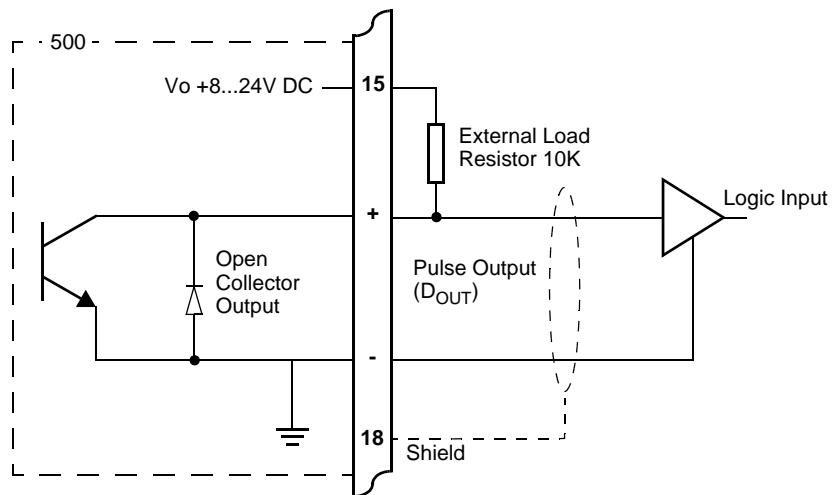 500
Vo +8...24V DC
15
External Load
Resistor 10K
+
Logic Input
Open
Collector
Output
Pulse Output
(DOUT)
-
18
Shield